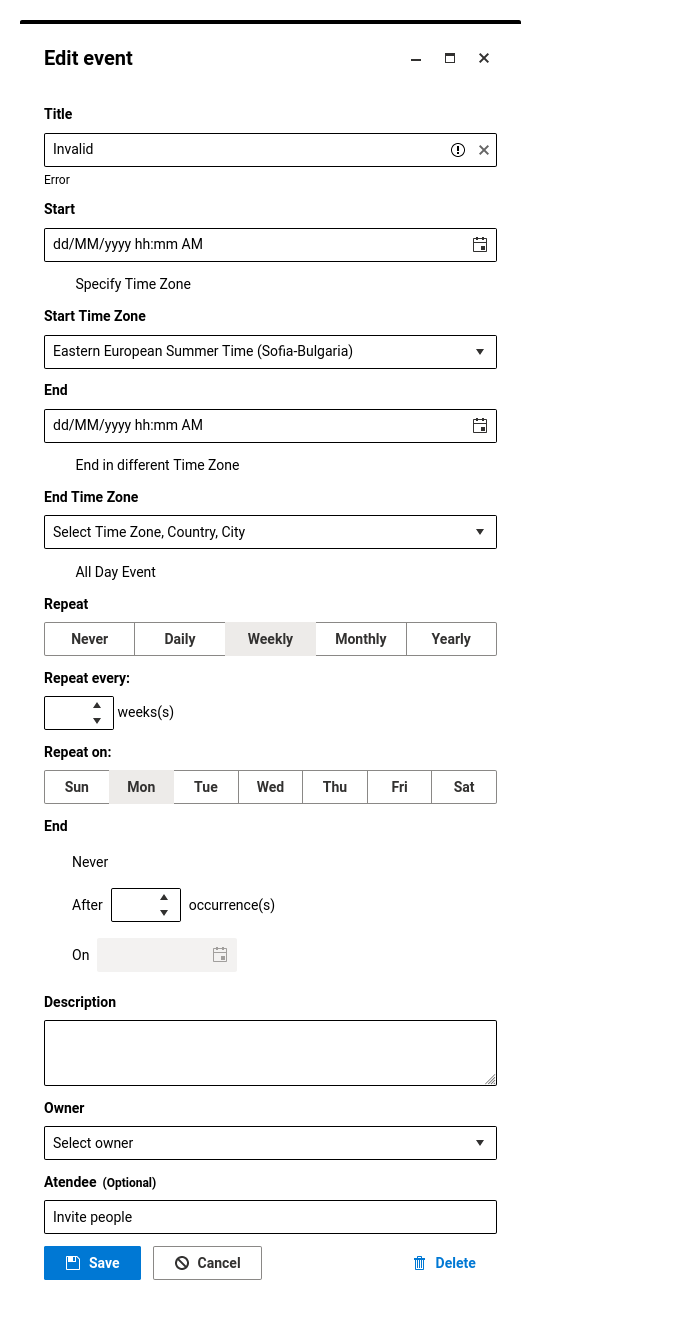 Edit event
Title
Invalid
Error
Start
dd/MM/yyyy hh:mm AM
Specify Time Zone
Start Time Zone
Eastern European Summer Time (Sofia-Bulgaria)
End
dd/MM/yyyy hh:mm AM
End in different Time Zone
End Time Zone
Select Time Zone, Country, City
All Day Event
Repeat
Never Daily Weekly Monthly Yearly
Repeat every:
weeks(s)
Repeat on:
Sun Mon Tue Wed Thu Fri Sat
End
Never
After occurrence(s)
On
Description
Owner
Select owner
Atendee (Optional)
Invite people
Save Cancel Delete